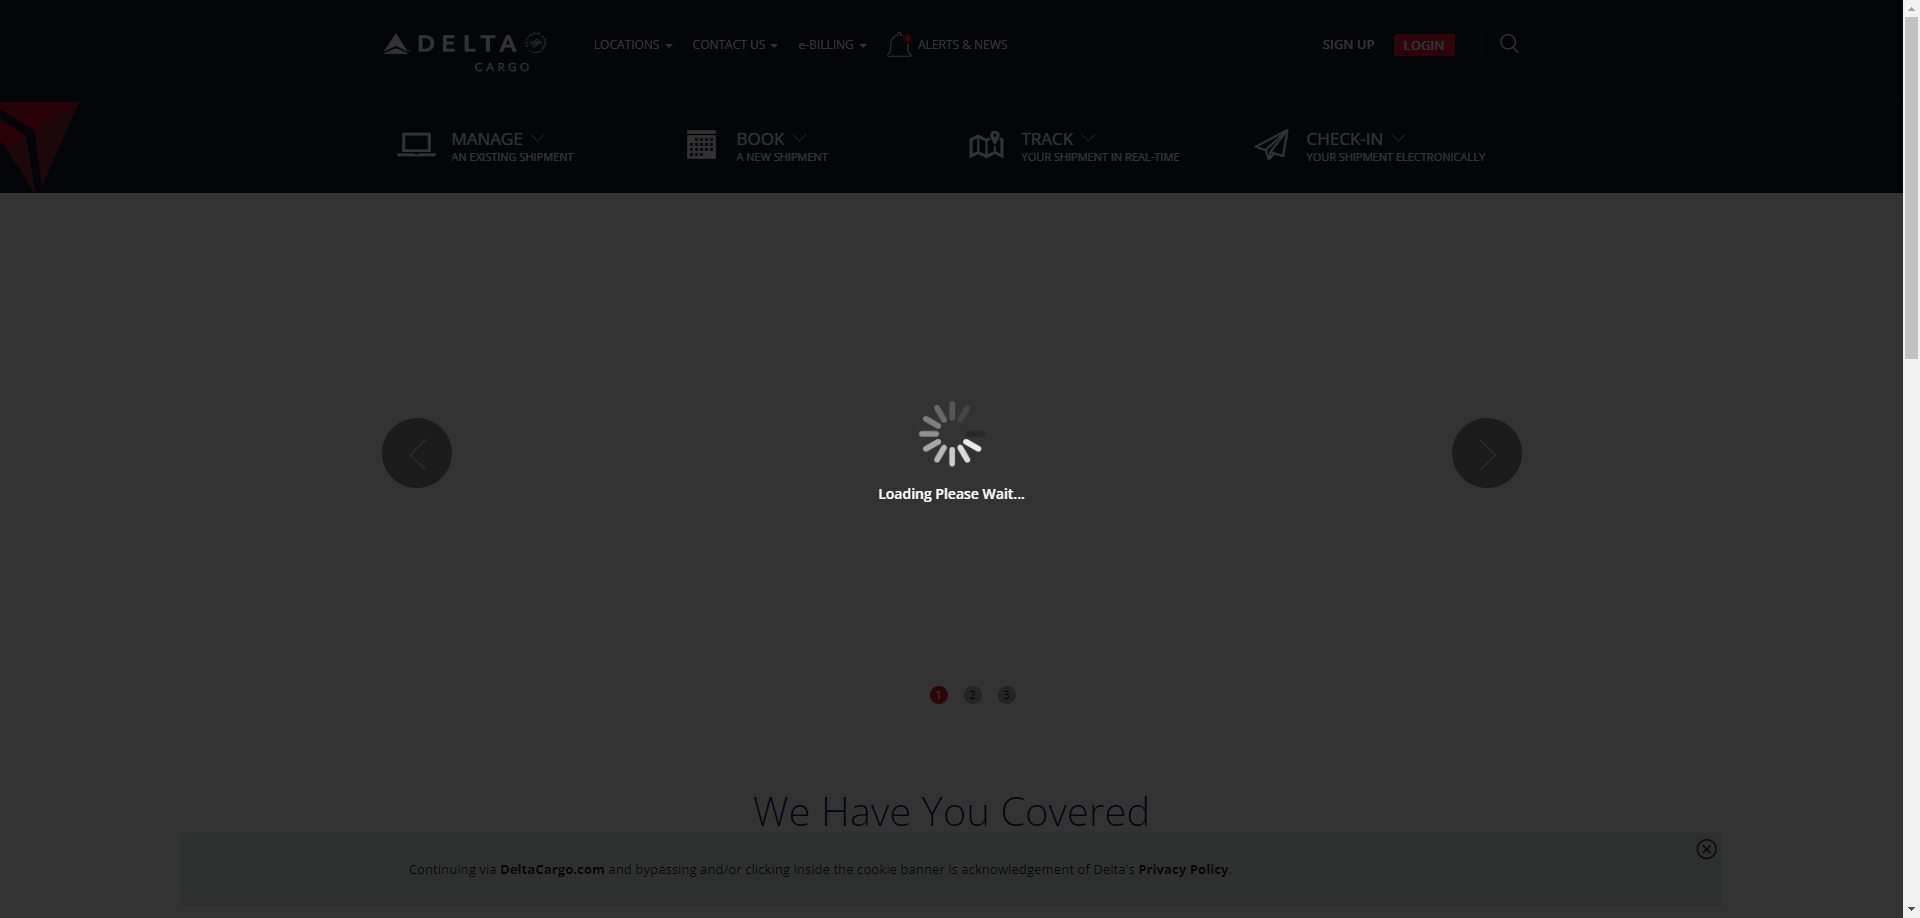 DELTA
CARGO
LOCATIONS
CONTACT US
e-BILLING
ALERTS & NEWS
SIGN UP
LOGIN
MANAGE
AN EXISTING SHIPMENT
BOOK
A NEW SHIPMENT
TRACK
YOUR SHIPMENT IN REAL-TIME
CHECK-IN
YOUR SHIPMENT ELECTRONICALLY
Loading Please Wait...
1 2 3
We Have You Covered
Continuing via DeltaCargo.com and bypassing and/or clicking inside the cookie banner is acknowledgement of Delta's Privacy Policy.